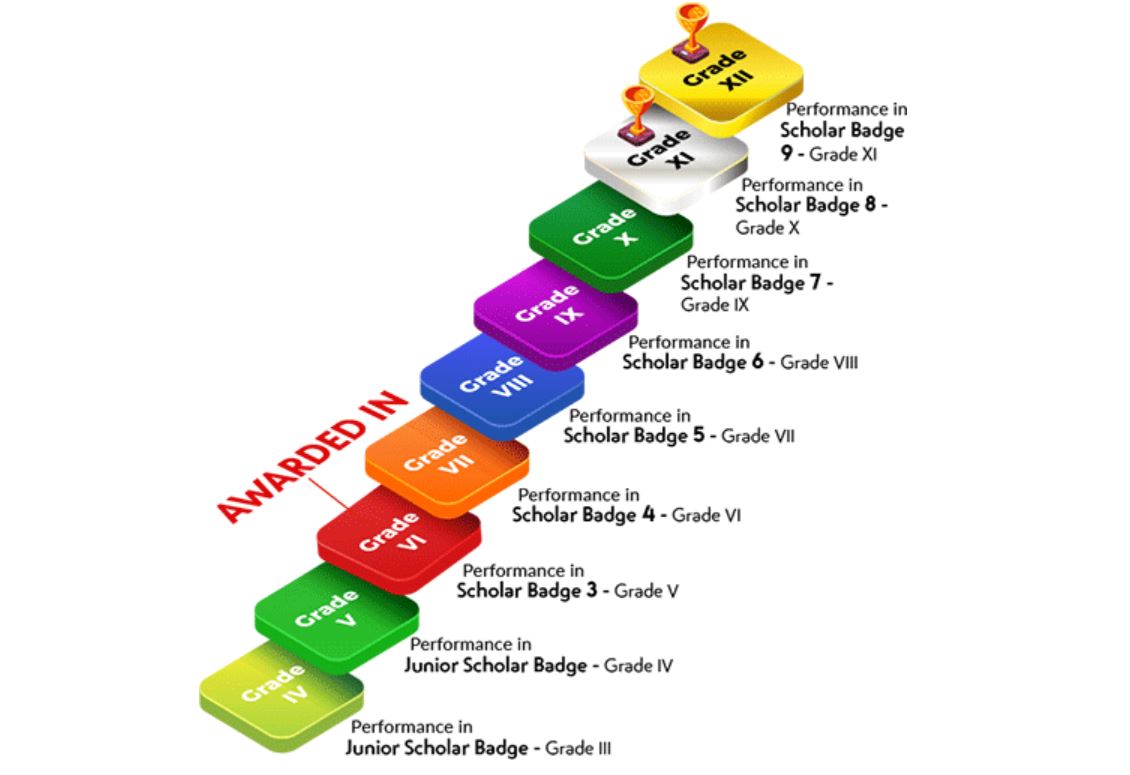 Grade
XII
Performance in
Scholar Badge
9 - Grade XI
Grade
XI
Performance in
Scholar Badge 8 -
Grade X
Grade
X
Performance in
Scholar Badge 7 -
Grade IX
Grade
IX
Performance in
Scholar Badge 6 - Grade VIII
Grade
VIII
Performance in
Scholar Badge 5 - Grade VII
AWARDED IN
Grade
VII
Performance in
Scholar Badge 4 - Grade VI
Grade
VI
Performance in
Scholar Badge 3 - Grade V
Grade
V
Performance in
Junior Scholar Badge - Grade IV
Grade
IV
Performance in
Junior Scholar Badge - Grade III